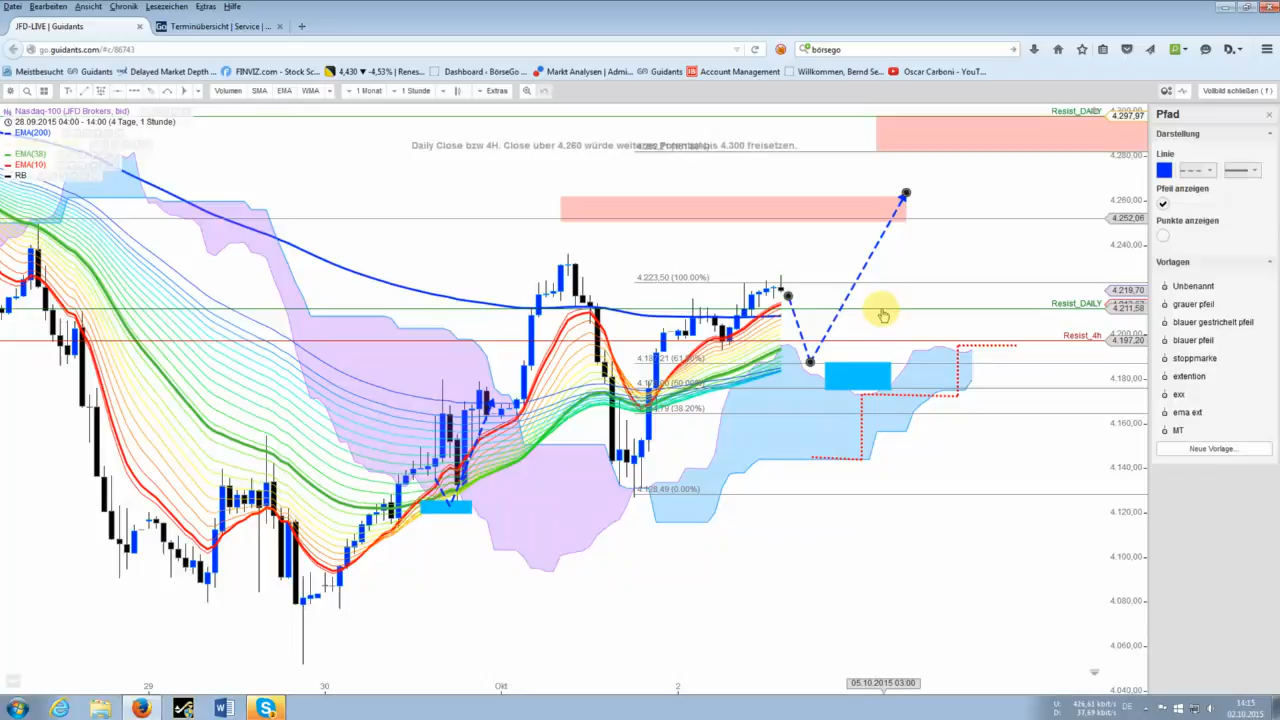 Datei Bearbeiten Ansicht Chronik Lesezeichen Extras Hilfe
JFD-LIVE | Guidants
Terminübersicht | Service | ...
go.guidants.com/#c/86743
börsego
Meistbesucht
Guidants
Delayed Market Depth ...
FINVIZ.com - Stock Sc...
4,430 ▼ -4,53% | Renes...
Dashboard - BörseGo ...
Markt Analysen | Admi...
Guidants
Account Management
Willkommen, Bernd Se...
Oscar Carboni - YouT...
Volumen SMA EMA WMA 1 Monat 1 Stunde Extras
Vollbild schließen ( f )
Nasdaq-100 (JFD Brokers, bid)
28.09.2015 04:00 - 14:00 (4 Tage, 1 Stunde)
EMA(200)
EMA(38)
EMA(10)
RB
Daily Close bzw 4H. Close über 4.260 würde weiteres Potential bis 4.300 freisetzen.
Resist_DAILY
4.297,97
4.280,00
4.260,00
4.252,06
4.240,00
4.223,50 (100.00%)
4.219,70
Resist_DAILY
4.211,58
4.200,00
Resist_4h
4.197,20
4.180,00
4.160,00
4.140,00
4.128,49 (0.00%)
4.120,00
4.100,00
4.080,00
4.060,00
4.040,00
29 30 Okt 2
05.10.2015 03:00
Pfad
Darstellung
Linie
Pfeil anzeigen
Punkte anzeigen
Vorlagen
Unbenannt
grauer pfeil
blauer gestrichelt pfeil
blauer pfeil
stoppmarke
extention
exx
ema ext
MT
Neue Vorlage...
U: 426,61 kbit/s
D: 37,69 kbit/s
DE
14:15
02.10.2015